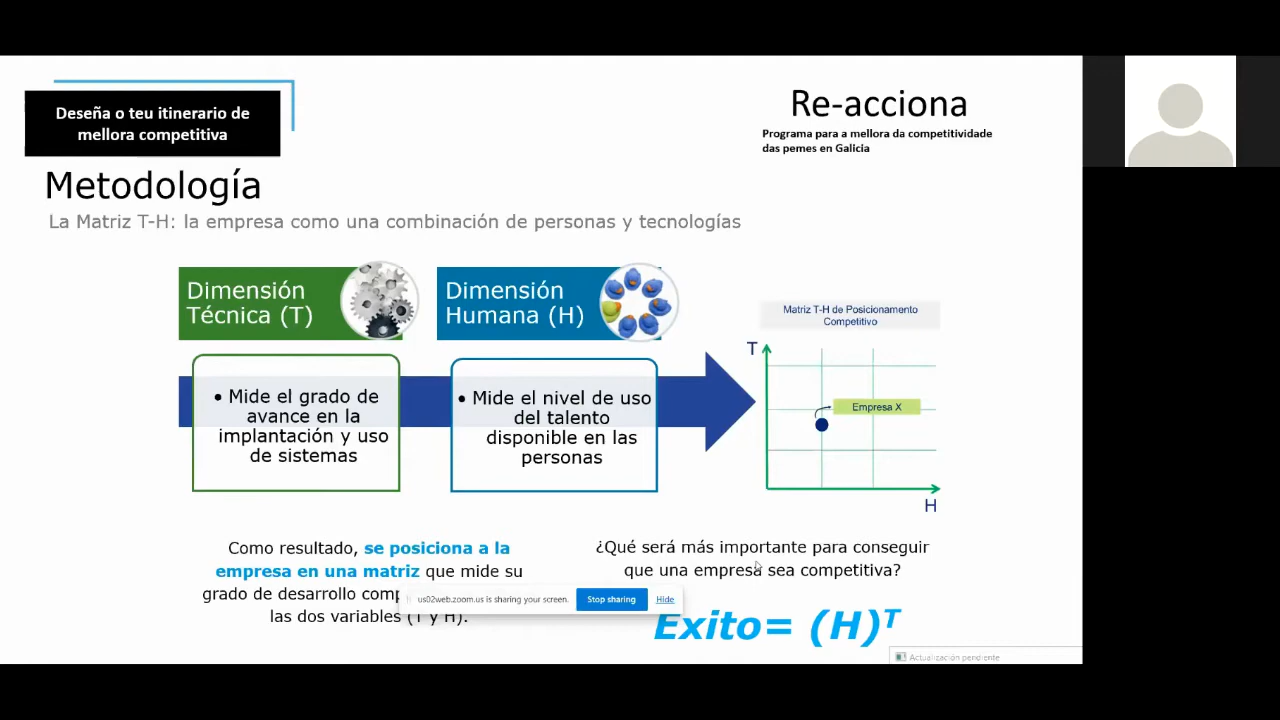 Deseña o teu itinerario de
mellora competitiva
Re-acciona
Programa para a mellora da competitividade
das pemes en Galicia
Metodología
La Matriz T-H: la empresa como una combinación de personas y tecnologías
Dimensión
Técnica (T)
Dimensión
Humana (H)
• Mide el grado de
avance en la
implantación y uso
de sistemas
• Mide el nivel de uso
del talento
disponible en las
personas
Matriz T-H de Posicionamento
Competitivo
T
Empresa X
H
Como resultado, se posiciona a la
empresa en una matriz que mide su
grado de desarrollo comp
las dos variables (T y H).
¿Qué será más importante para conseguir
que una empresa sea competitiva?
Exito= (H)ᵀ
us02web.zoom.us is sharing your screen.
Stop sharing
Hide
Actualización pendiente